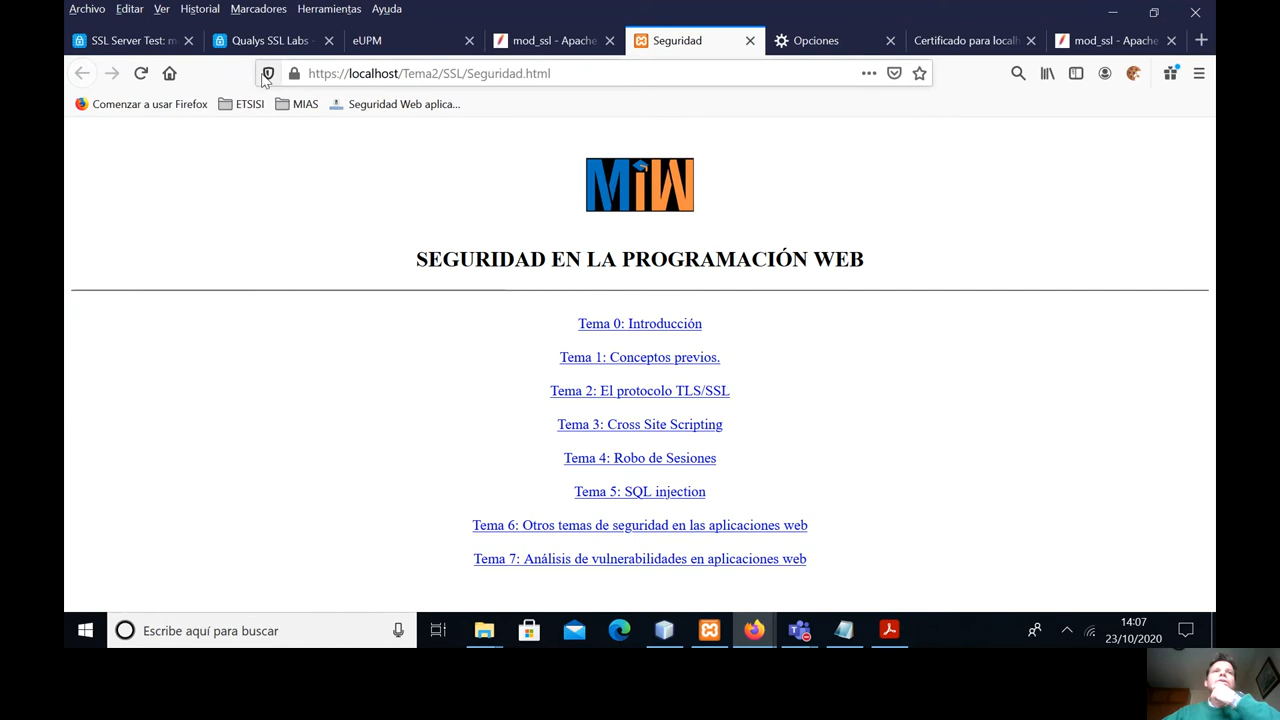 Archivo Editar Ver Historial Marcadores Herramientas Ayuda
SSL Server Test: m Qualys SSL Labs - eUPM mod_ssl - Apache Seguridad Opciones Certificado para local mod_ssl - Apache
https://localhost/Tema2/SSL/Seguridad.html
Comenzar a usar Firefox ETSISI MIAS Seguridad Web aplica...
MiW
SEGURIDAD EN LA PROGRAMACIÓN WEB
Tema 0: Introducción
Tema 1: Conceptos previos.
Tema 2: El protocolo TLS/SSL
Tema 3: Cross Site Scripting
Tema 4: Robo de Sesiones
Tema 5: SQL injection
Tema 6: Otros temas de seguridad en las aplicaciones web
Tema 7: Análisis de vulnerabilidades en aplicaciones web
Escribe aquí para buscar
14:07
23/10/2020